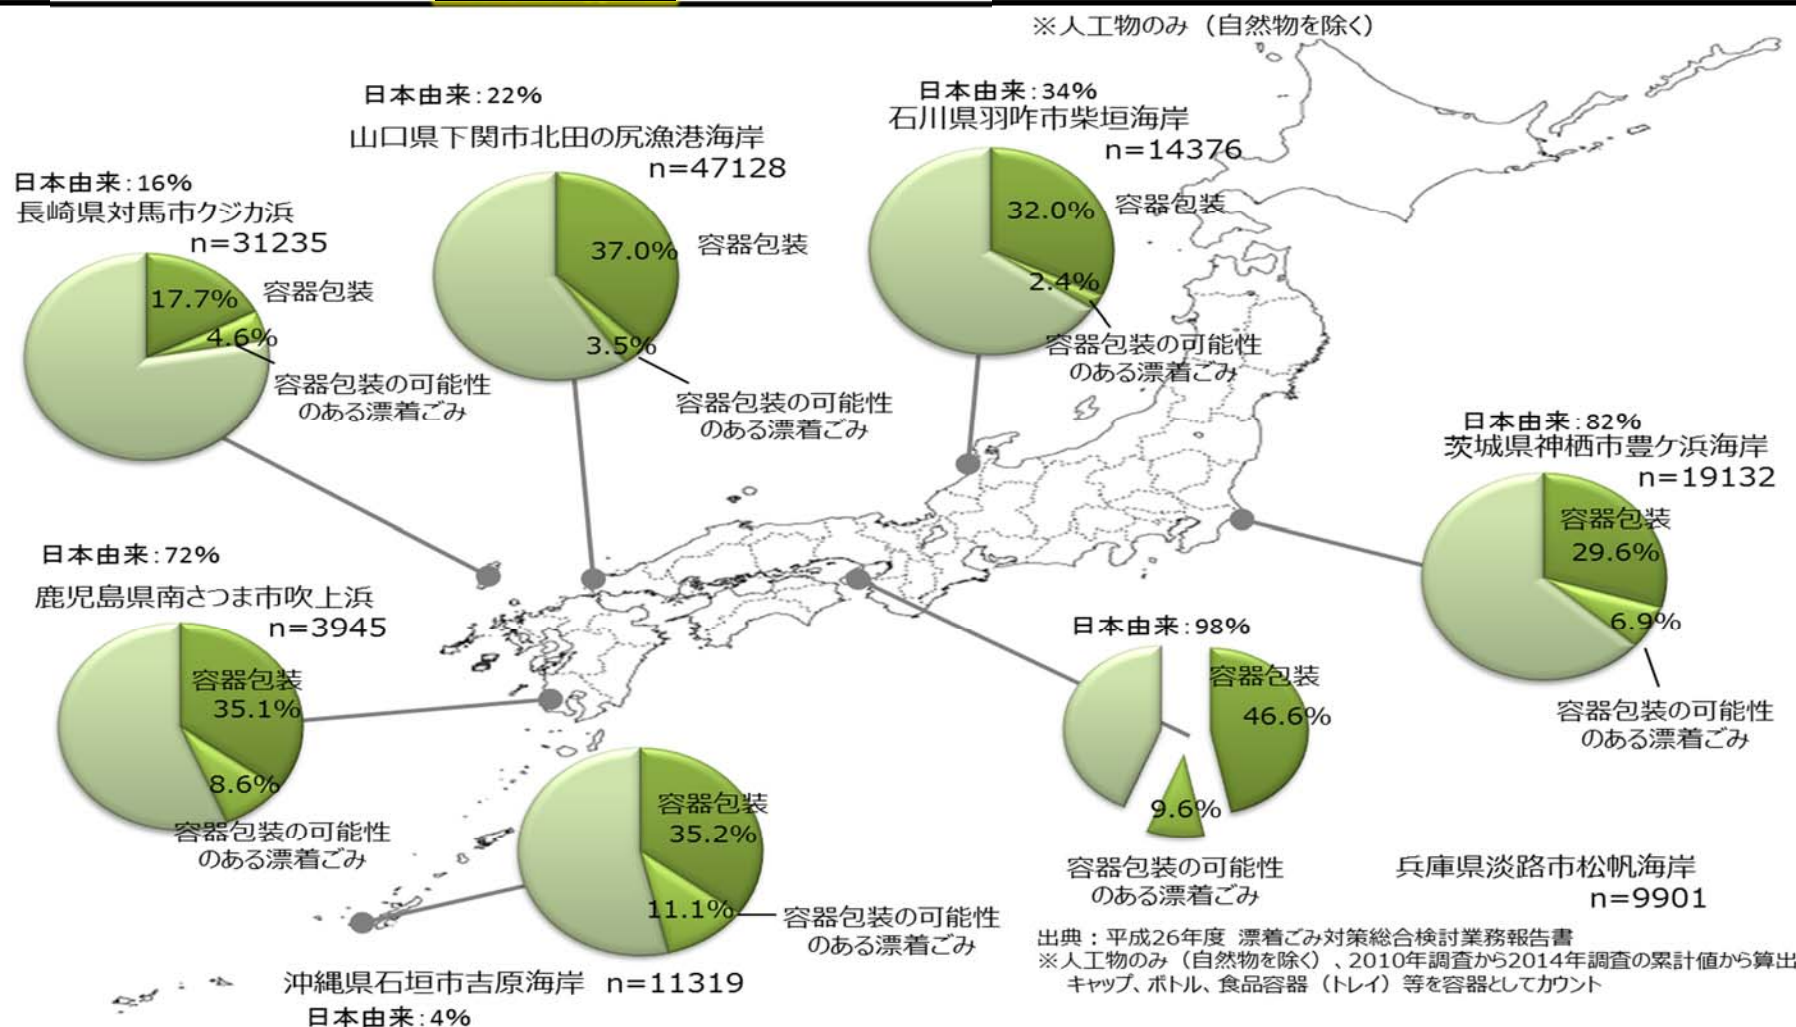 ※人工物のみ（自然物を除く）
日本由来：22%
山口県下関市北田の尻漁港海岸
n=47128
37.0%
容器包装
3.5%
容器包装の可能性
のある漂着ごみ
日本由来：34%
石川県羽咋市柴垣海岸
n=14376
32.0%
容器包装
2.4%
容器包装の可能性
のある漂着ごみ
日本由来：16%
長崎県対馬市クジカ浜
n=31235
17.7%
容器包装
4.6%
容器包装の可能性
のある漂着ごみ
日本由来：82%
茨城県神栖市豊ケ浜海岸
n=19132
容器包装
29.6%
6.9%
容器包装の可能性
のある漂着ごみ
日本由来：72%
鹿児島県南さつま市吹上浜
n=3945
容器包装
35.1%
8.6%
容器包装の可能性
のある漂着ごみ
日本由来：98%
容器包装
46.6%
9.6%
容器包装の可能性
のある漂着ごみ
兵庫県淡路市松帆海岸
n=9901
容器包装
35.2%
11.1%
容器包装の可能性
のある漂着ごみ
沖縄県石垣市吉原海岸 n=11319
日本由来：4%
出典：平成26年度 漂着ごみ対策総合検討業務報告書
※人工物のみ（自然物を除く）、2010年調査から2014年調査の累計値から算出
キャップ、ボトル、食品容器（トレイ）等を容器としてカウント